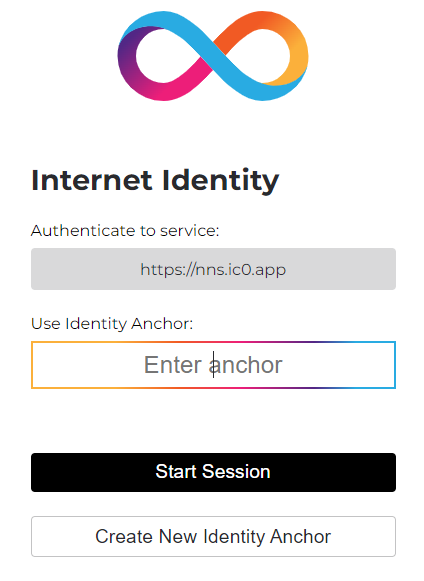 Internet Identity
Authenticate to service:
https://nns.ic0.app
Use Identity Anchor:
Enter anchor
Start Session
Create New Identity Anchor